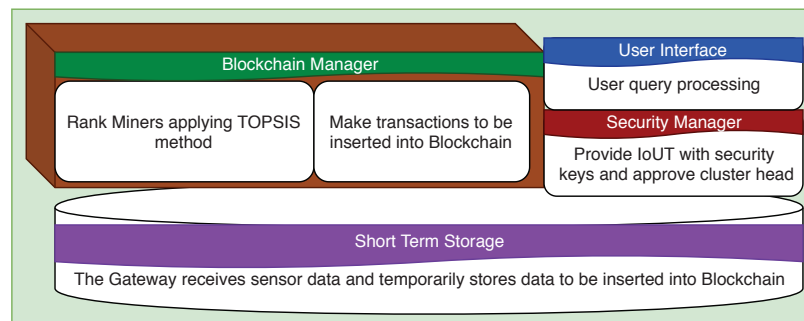 Blockchain Manager
Rank Miners applying TOPSIS
method
Make transactions to be
inserted into Blockchain
User Interface
User query processing
Security Manager
Provide IoUT with security
keys and approve cluster head
Short Term Storage
The Gateway receives sensor data and temporarily stores data to be inserted into Blockchain